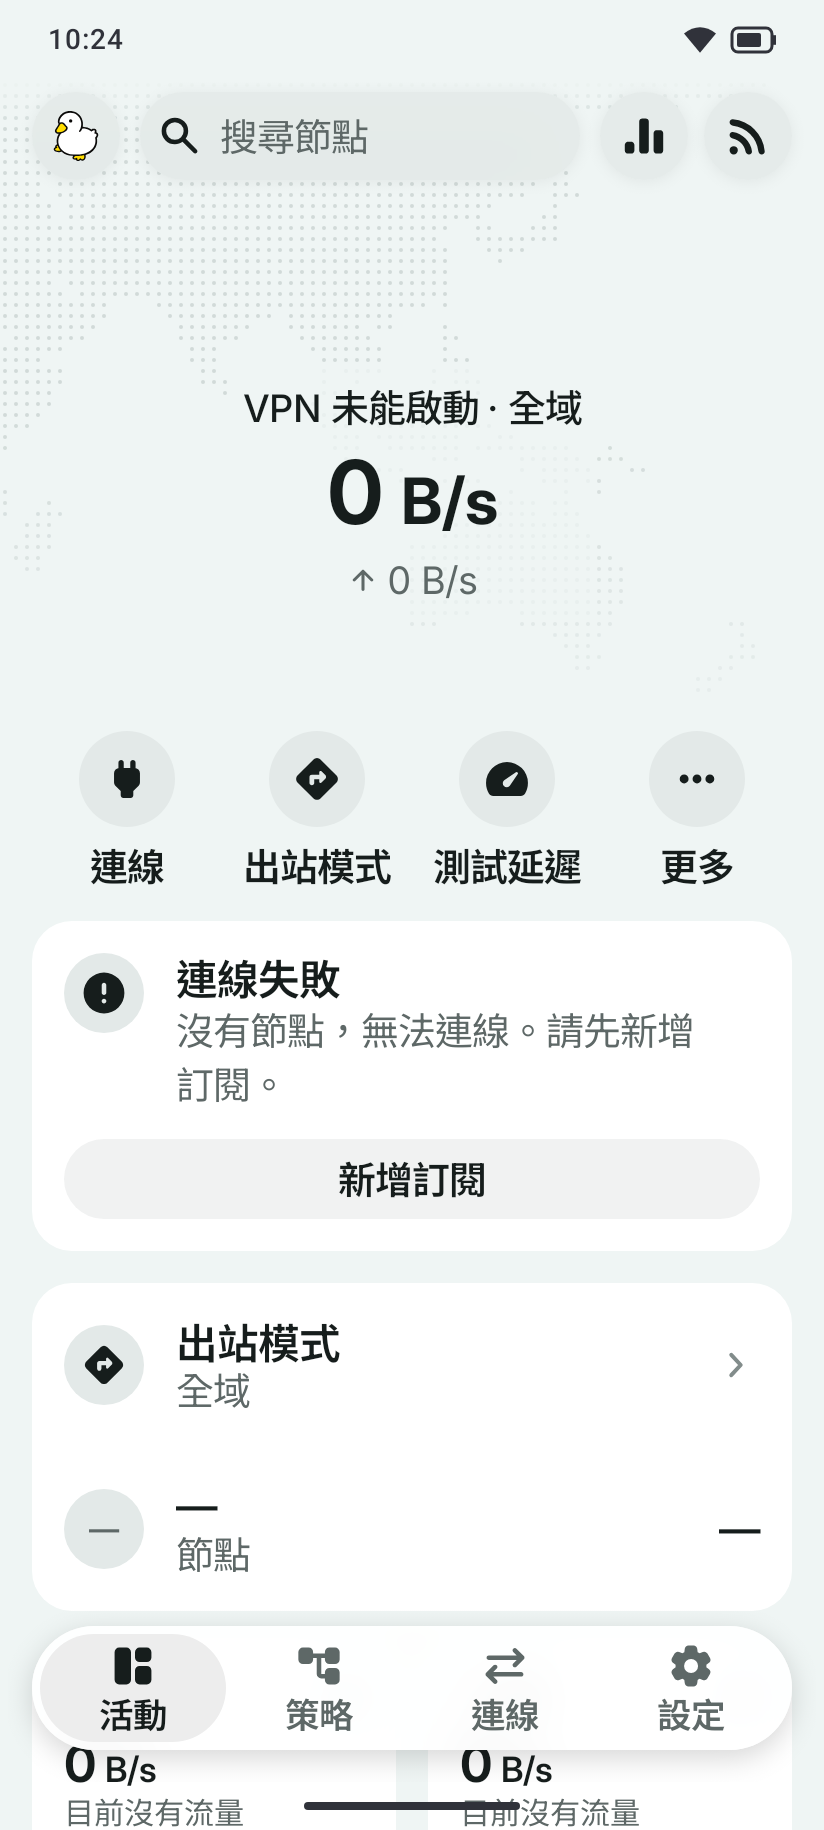 10:24
搜尋節點
VPN 未能啟動 · 全域
0 B/s
↑ 0 B/s
連線
出站模式
測試延遲
更多
連線失敗
沒有節點，無法連線。請先新增
訂閱。
新增訂閱
出站模式
全域
—
—
節點
—
活動
策略
連線
設定
0 B/s
0 B/s
目前沒有流量
目前沒有流量